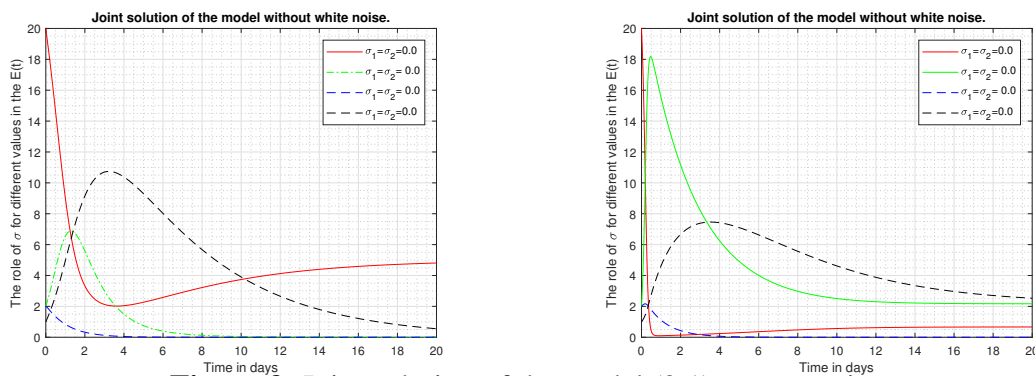 Joint solution of the model without white noise.
The role of σ for different values in the E(t)
20
18
16
14
12
10
8
6
4
2
0
σ1=σ2=0.0
σ1=σ2= 0.0
σ1=σ2= 0.0
σ1=σ2=0.0
0 2 4 6 8 10 12 14 16 18 20
Time in days
Joint solution of the model without white noise.
The role of σ for different values in the E(t)
20
18
16
14
12
10
8
6
4
2
0
σ1=σ2=0.0
σ1=σ2= 0.0
σ1=σ2= 0.0
σ1=σ2=0.0
0 2 4 6 8 10 12 14 16 18 20
Time in days